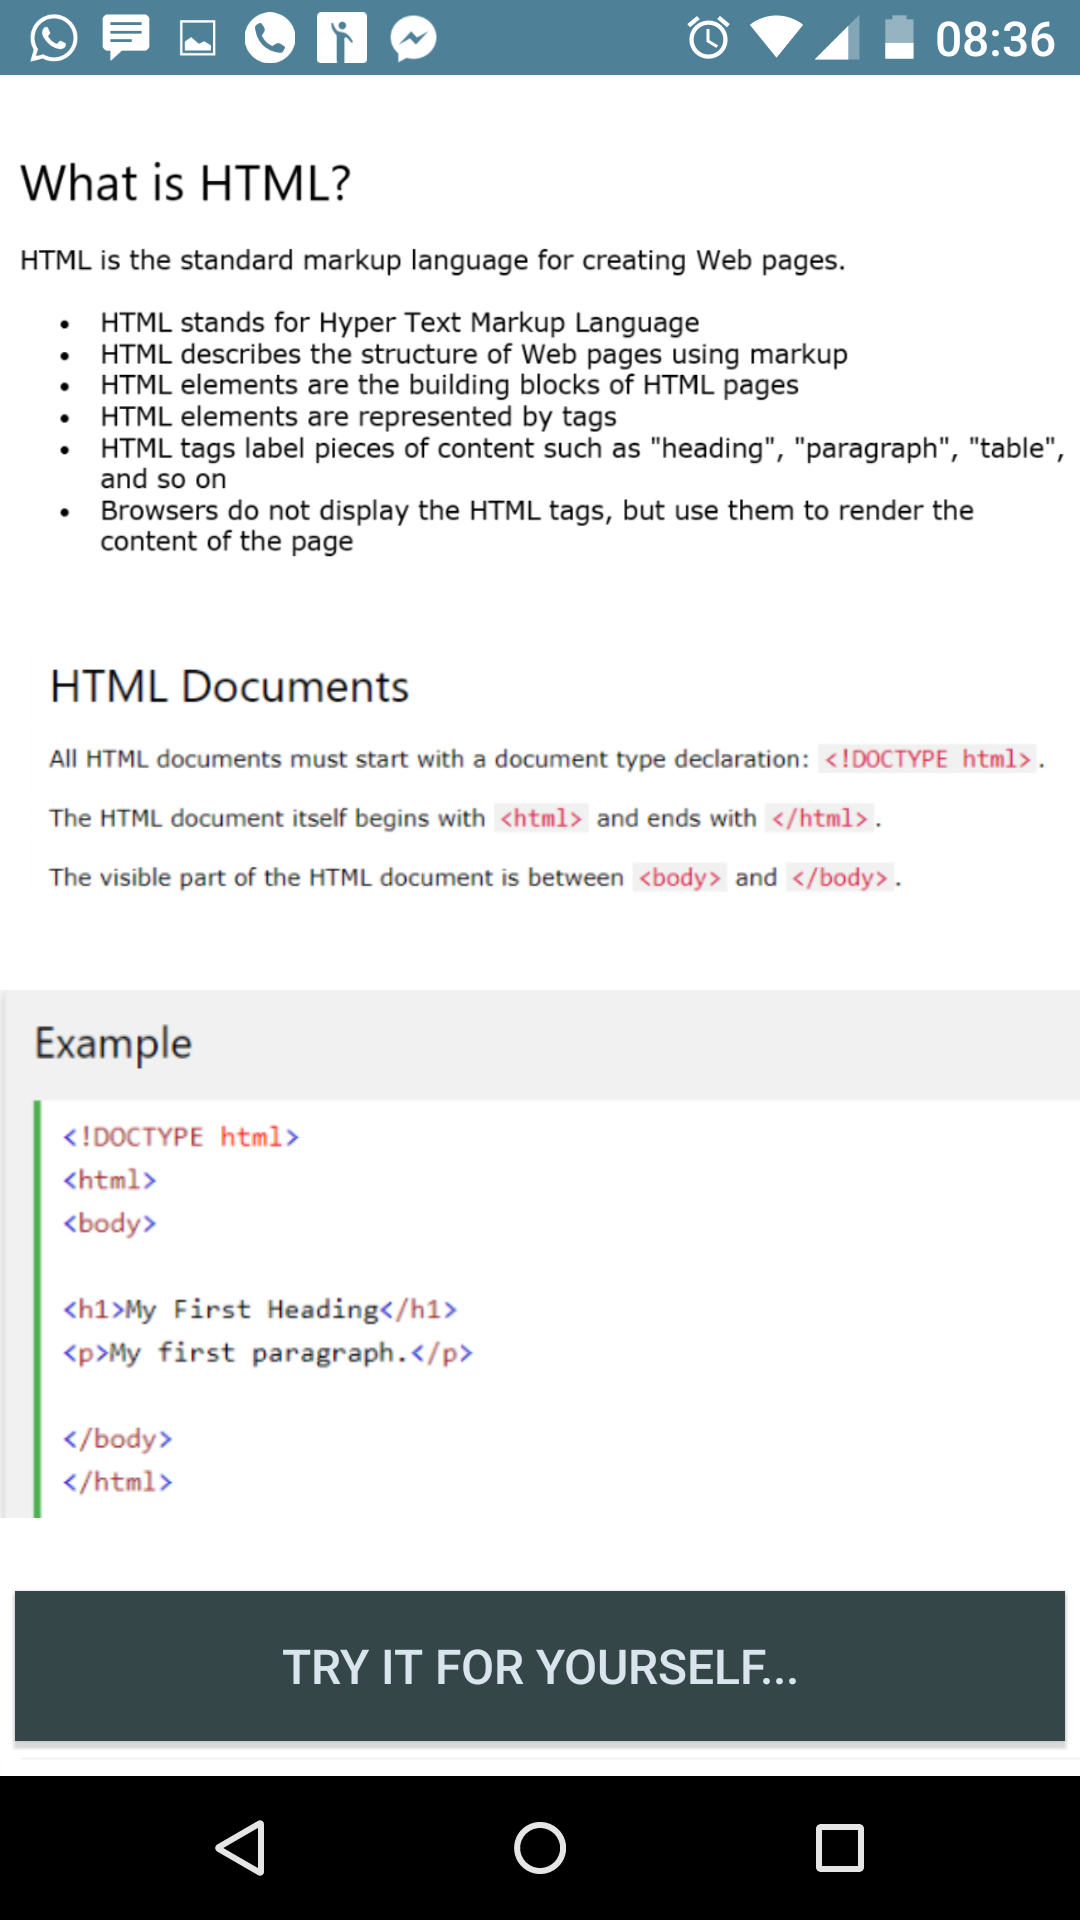 08:36
What is HTML?
HTML is the standard markup language for creating Web pages.
• HTML stands for Hyper Text Markup Language
• HTML describes the structure of Web pages using markup
• HTML elements are the building blocks of HTML pages
• HTML elements are represented by tags
• HTML tags label pieces of content such as "heading", "paragraph", "table",
and so on
• Browsers do not display the HTML tags, but use them to render the
content of the page
HTML Documents
All HTML documents must start with a document type declaration: <!DOCTYPE html>.
The HTML document itself begins with <html> and ends with </html>.
The visible part of the HTML document is between <body> and </body>.
Example
<!DOCTYPE html>
<html>
<body>
<h1>My First Heading</h1>
<p>My first paragraph.</p>
</body>
</html>
TRY IT FOR YOURSELF...